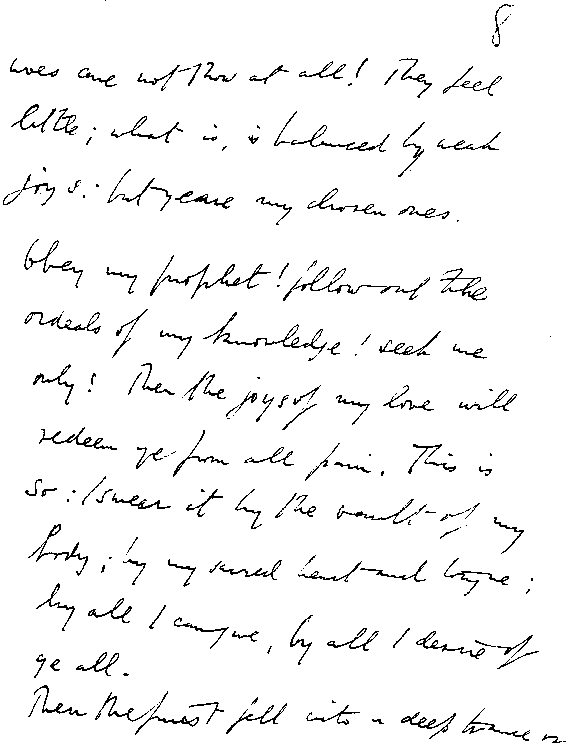 8
woes care not thou at all! They feel
little; what is, is balanced by weak
joys: but ye are my chosen ones.
Obey my prophet! follow out the
ordeals of my knowledge! seek me
only! Then the joys of my love will
redeem ye from all pain. This is
so: I swear it by the vault of my
body; by my sacred heart and tongue;
by all I can give, by all I desire of
ye all.
Then the priest fell into a deep trance or